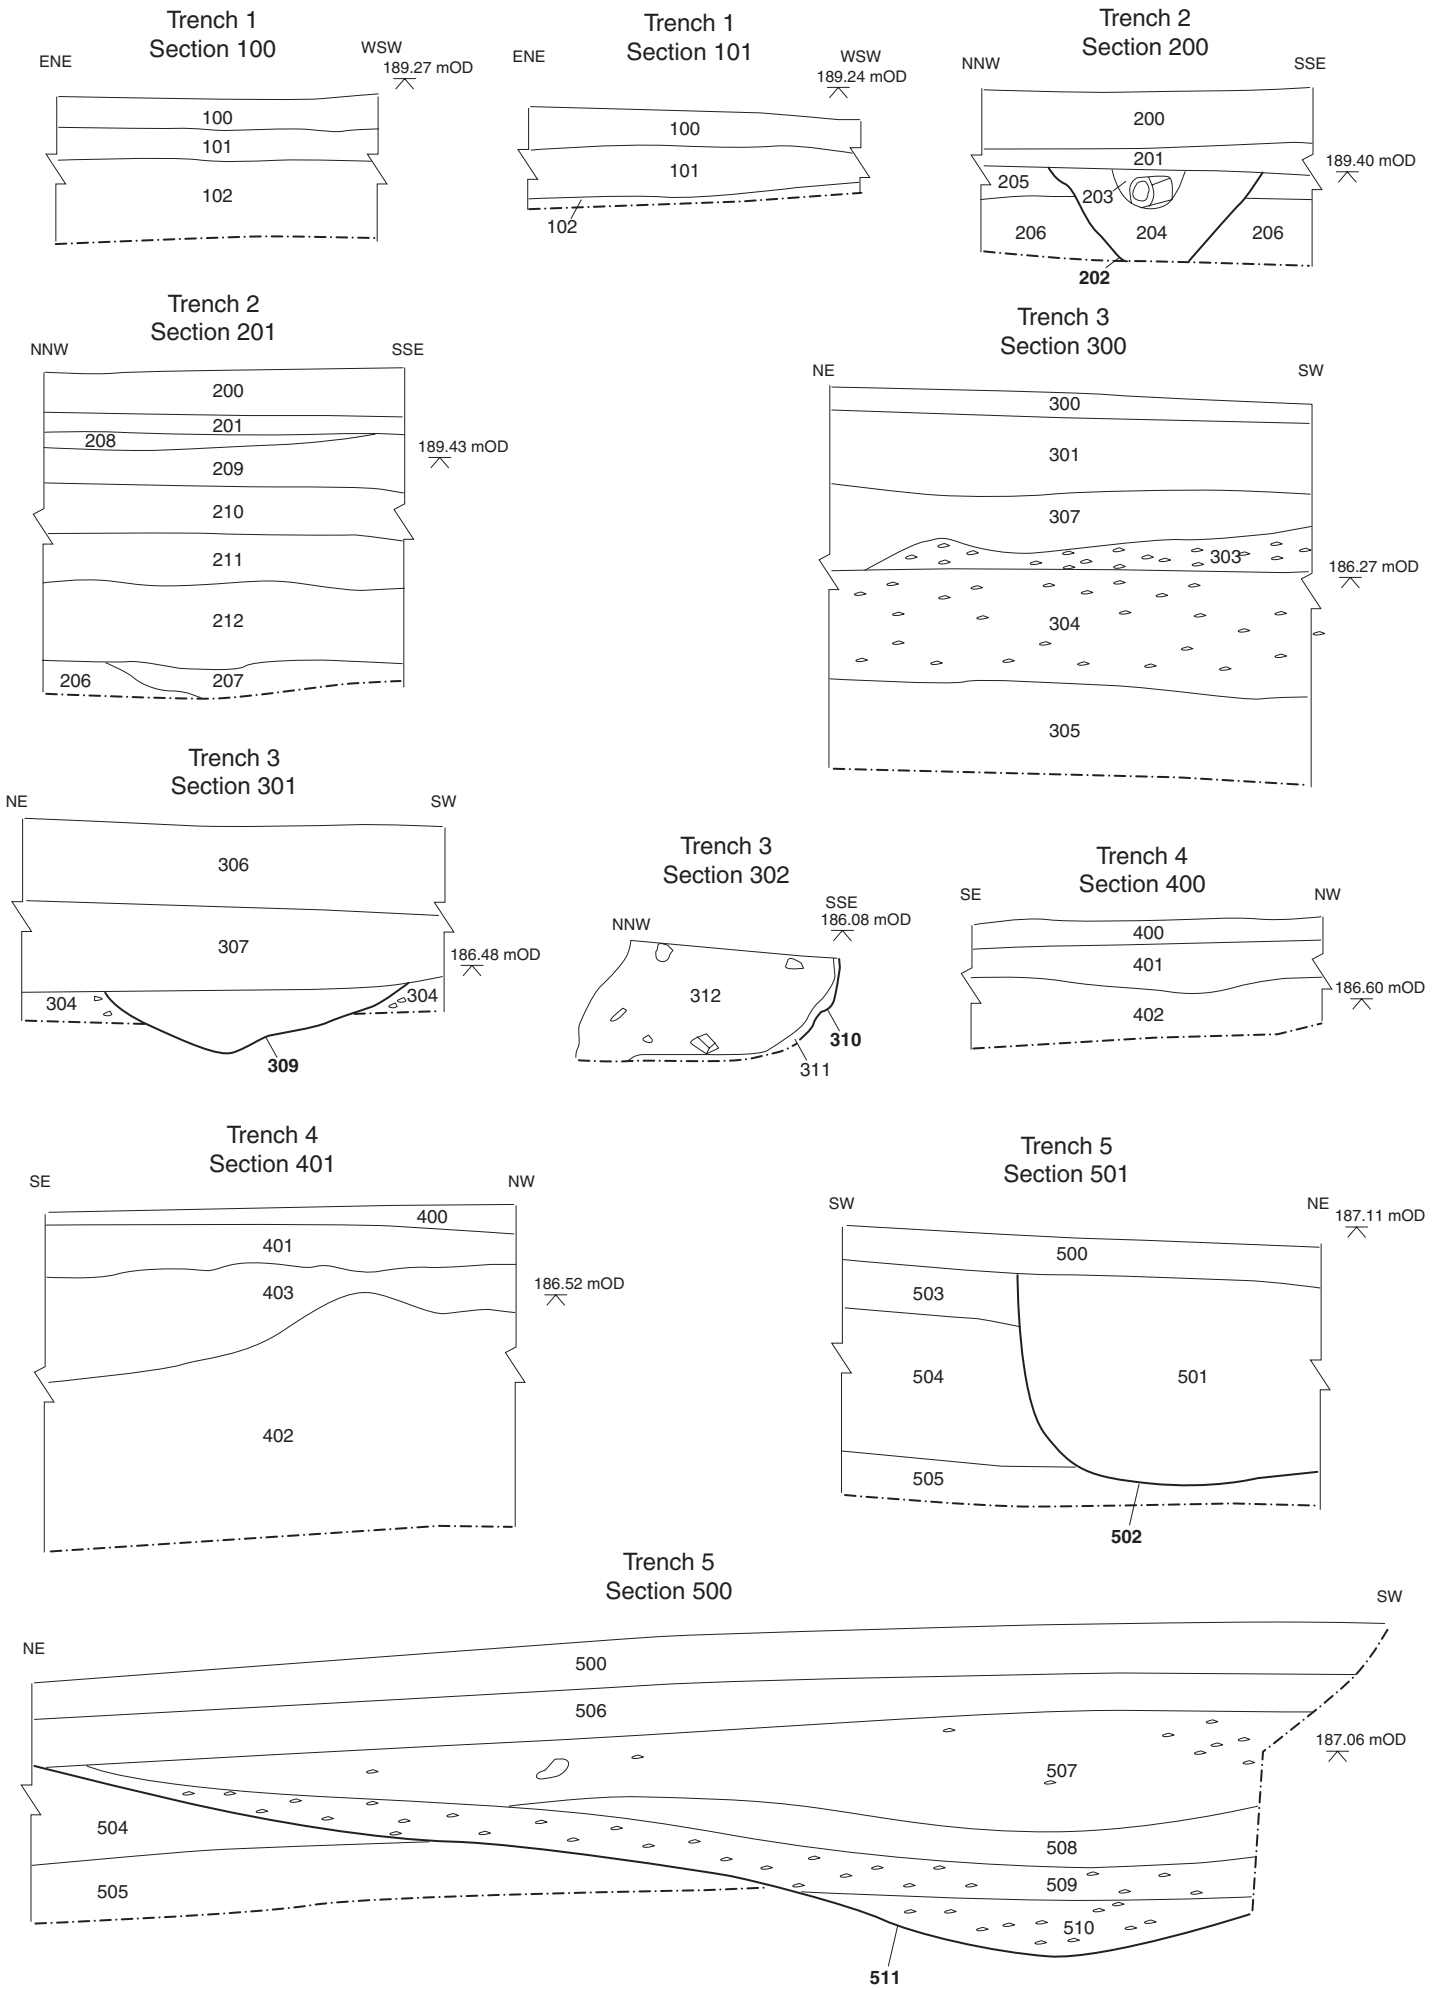 Trench 1
Section 100
ENE
WSW
189.27 mOD
100
101
102
Trench 1
Section 101
ENE
WSW
189.24 mOD
100
101
102
Trench 2
Section 200
NNW
SSE
200
201
189.40 mOD
205
203
206
204
206
202
Trench 2
Section 201
NNW
SSE
200
201
208
189.43 mOD
209
210
211
212
206
207
Trench 3
Section 300
NE
SW
300
301
307
303
186.27 mOD
304
305
Trench 3
Section 301
NE
SW
306
307
186.48 mOD
304
304
309
Trench 3
Section 302
NNW
SSE
186.08 mOD
312
310
311
Trench 4
Section 400
SE
NW
400
401
186.60 mOD
402
Trench 4
Section 401
SE
NW
400
401
403
186.52 mOD
402
Trench 5
Section 501
SW
NE
187.11 mOD
500
503
504
501
505
502
Trench 5
Section 500
NE
SW
500
506
187.06 mOD
507
504
508
505
509
510
511